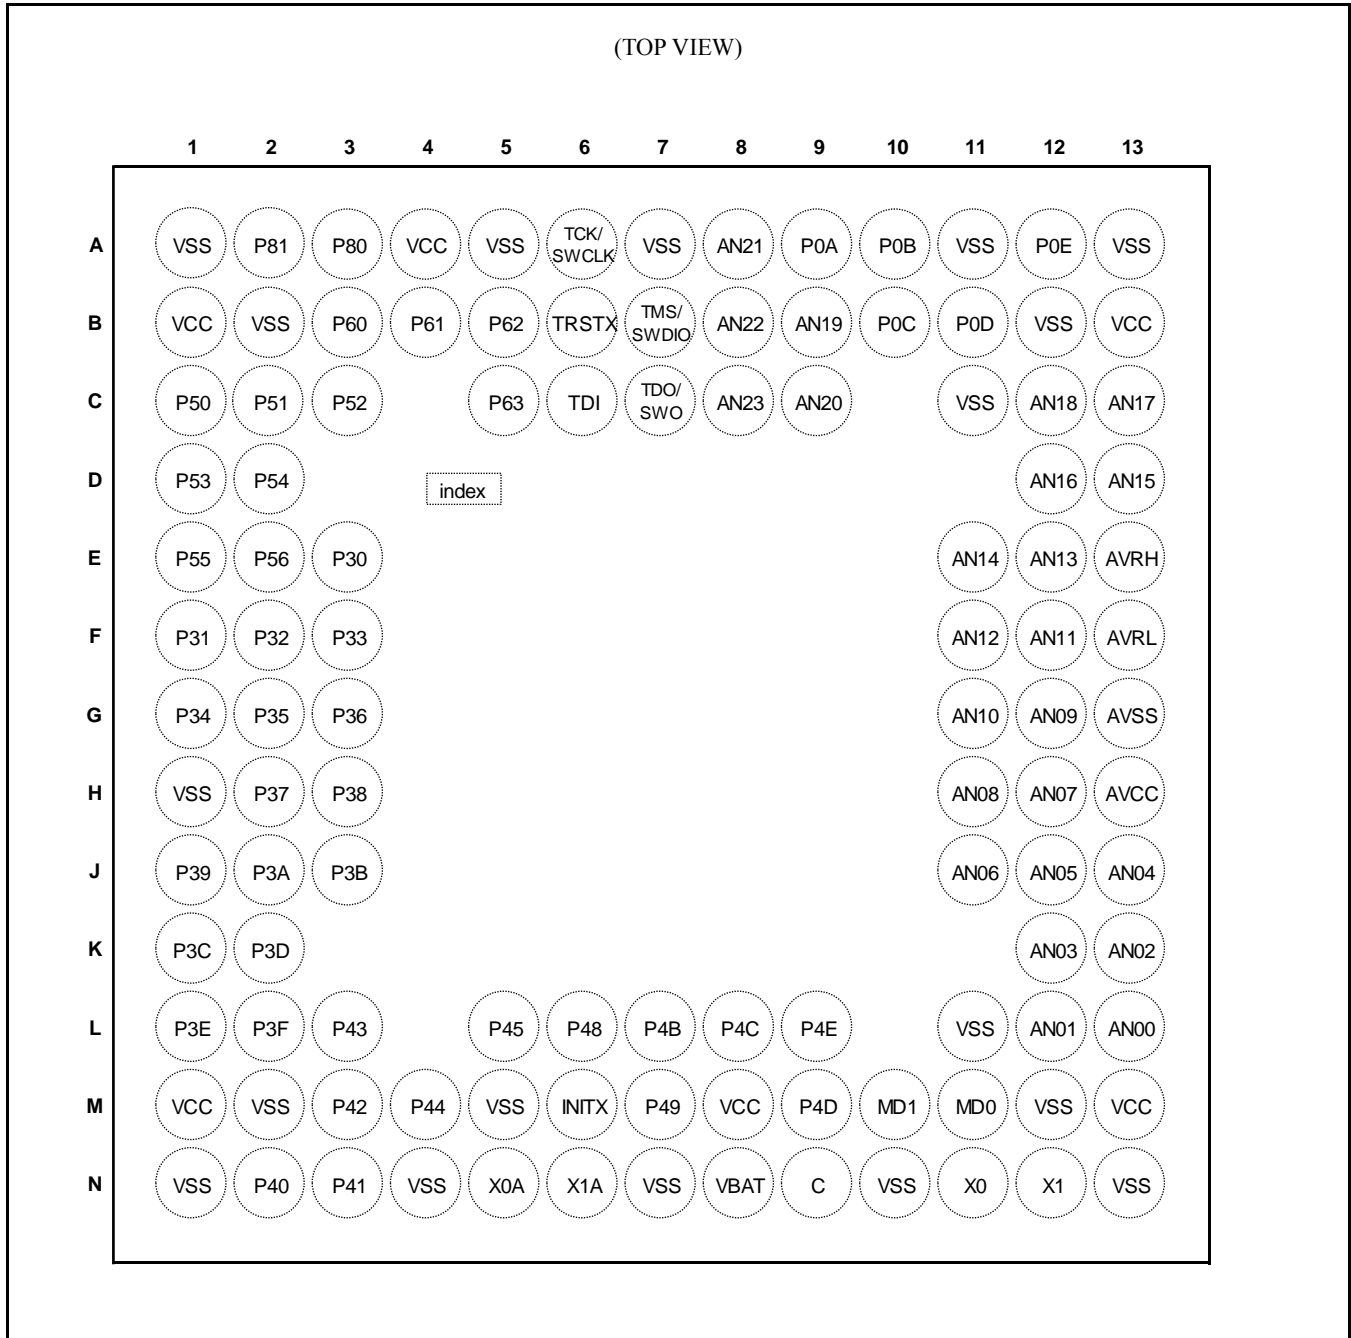 (TOP VIEW)
1 2 3 4 5 6 7 8 9 10 11 12 13
A VSS P81 P80 VCC VSS TCK/SWCLK VSS AN21 P0A P0B VSS P0E VSS
B VCC VSS P60 P61 P62 TRSTX TMS/SWDIO AN22 AN19 P0C P0D VSS VCC
C P50 P51 P52 P63 TDI TDO/SWO AN23 AN20 VSS AN18 AN17
D P53 P54 index AN16 AN15
E P55 P56 P30 AN14 AN13 AVRH
F P31 P32 P33 AN12 AN11 AVRL
G P34 P35 P36 AN10 AN09 AVSS
H VSS P37 P38 AN08 AN07 AVCC
J P39 P3A P3B AN06 AN05 AN04
K P3C P3D AN03 AN02
L P3E P3F P43 P45 P48 P4B P4C P4E VSS AN01 AN00
M VCC VSS P42 P44 VSS INITX P49 VCC P4D MD1 MD0 VSS VCC
N VSS P40 P41 VSS X0A X1A VSS VBAT C VSS X0 X1 VSS